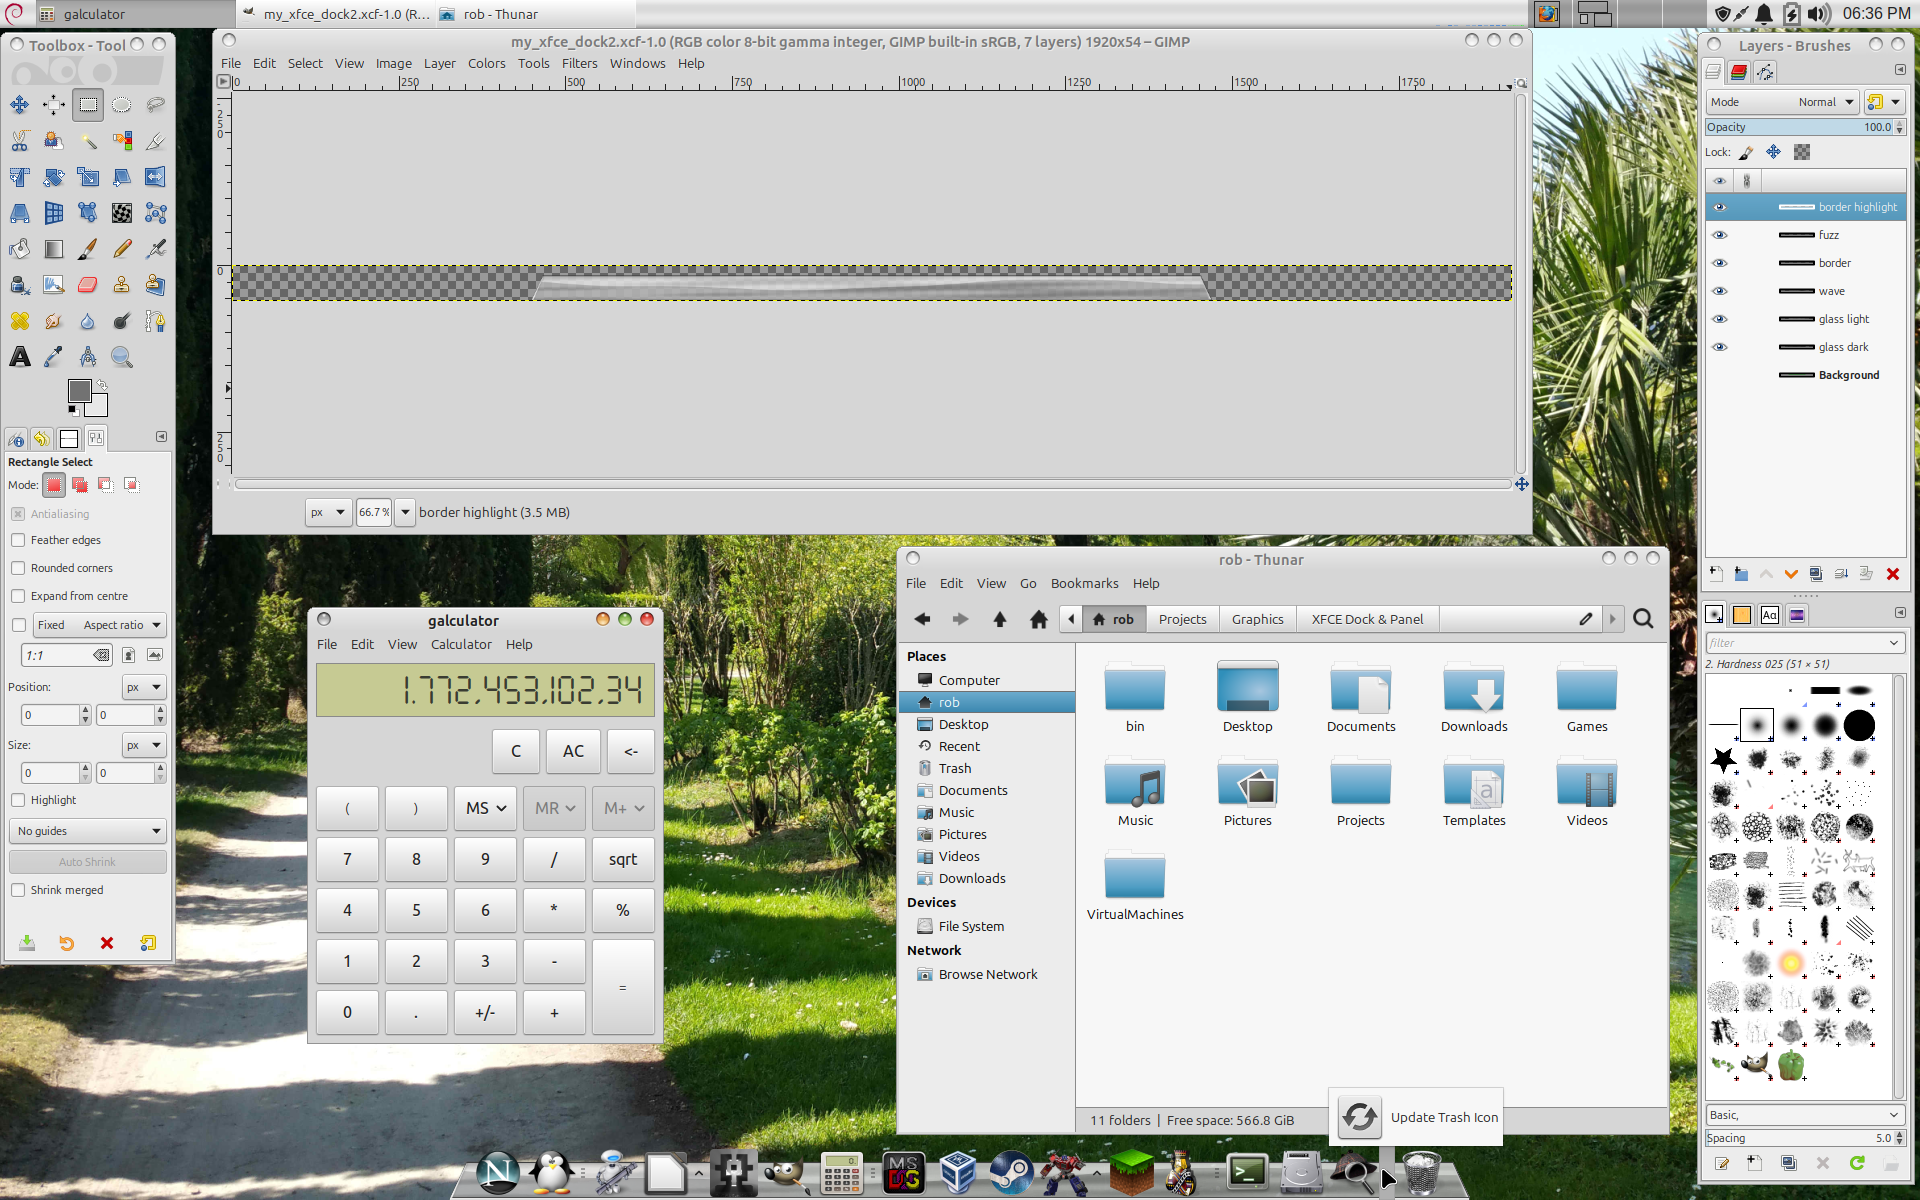 galculator
my_xfce_dock2.xcf-1.0 (R...
rob - Thunar
06:36 PM
Toolbox - Tool
my_xfce_dock2.xcf-1.0 (RGB color 8-bit gamma integer, GIMP built-in sRGB, 7 layers) 1920x54 – GIMP
File Edit Select View Image Layer Colors Tools Filters Windows Help
0 250 500 750 1000 1250 1500 1750
250
0
250
px 66.7 % border highlight (3.5 MB)
Rectangle Select
Mode:
Antialiasing
Feather edges
Rounded corners
Expand from centre
Fixed Aspect ratio
1:1
Position: px
0 0
Size: px
0 0
Highlight
No guides
Auto Shrink
Shrink merged
galculator
File Edit View Calculator Help
1.772.453.102,34
C AC <-
( ) MS MR M+
7 8 9 / sqrt
4 5 6 * %
1 2 3 - =
0 . +/- +
rob - Thunar
File Edit View Go Bookmarks Help
rob Projects Graphics XFCE Dock & Panel
Places
Computer
rob
Desktop
Recent
Trash
Documents
Music
Pictures
Videos
Downloads
Devices
File System
Network
Browse Network
bin Desktop Documents Downloads Games
Music Pictures Projects Templates Videos
VirtualMachines
11 folders | Free space: 566.8 GiB
Update Trash Icon
Layers - Brushes
Mode Normal
Opacity 100.0
Lock:
border highlight
fuzz
border
wave
glass light
glass dark
Background
filter
2. Hardness 025 (51 × 51)
Basic,
Spacing 5.0